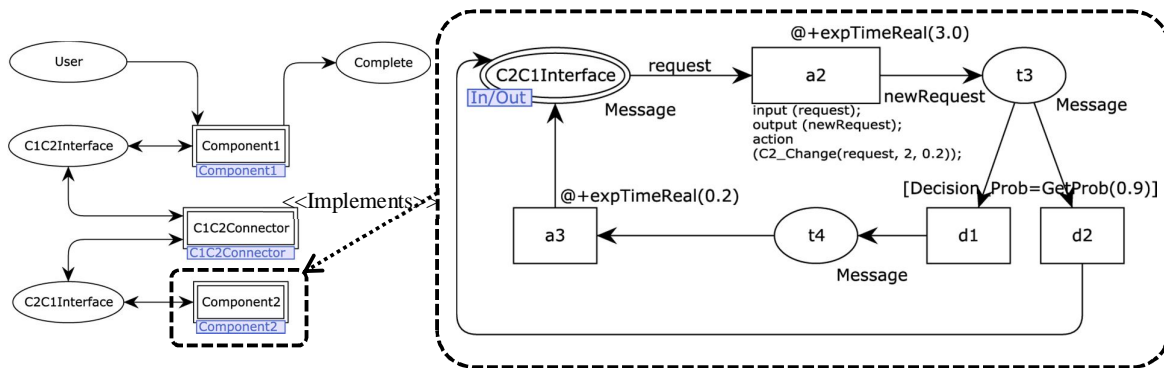 User
Complete
C1C2Interface
Component1
Component1
C1C2Connector
C1C2Connector
C2C1Interface
Component2
Component2
<<Implements>>
C2C1Interface
In/Out
Message
request
@+expTimeReal(3.0)
a2
newRequest
input (request);
output (newRequest);
action
(C2_Change(request, 2, 0.2));
t3
Message
[Decision_Prob=GetProb(0.9)]
@+expTimeReal(0.2)
a3
t4
Message
d1
d2